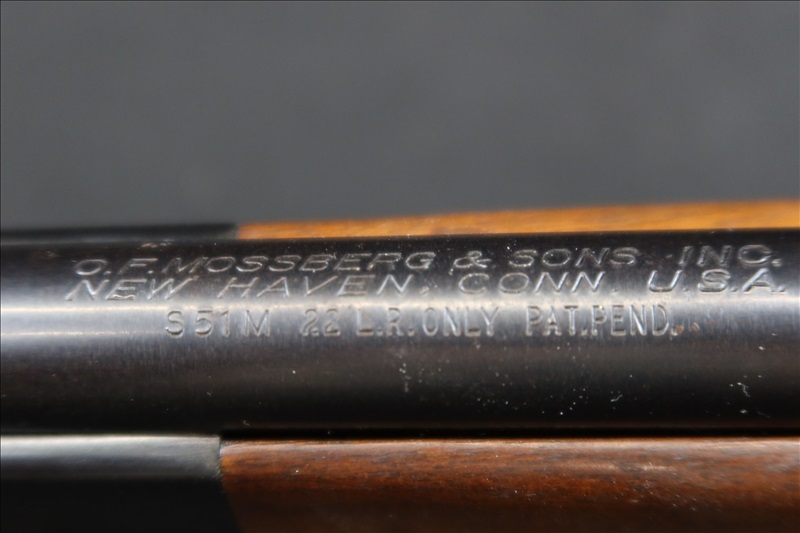 O.F. MOSSBERG & SONS INC.
NEW HAVEN, CONN. U.S.A.
S51M 22 L.R. ONLY PAT. PEND.